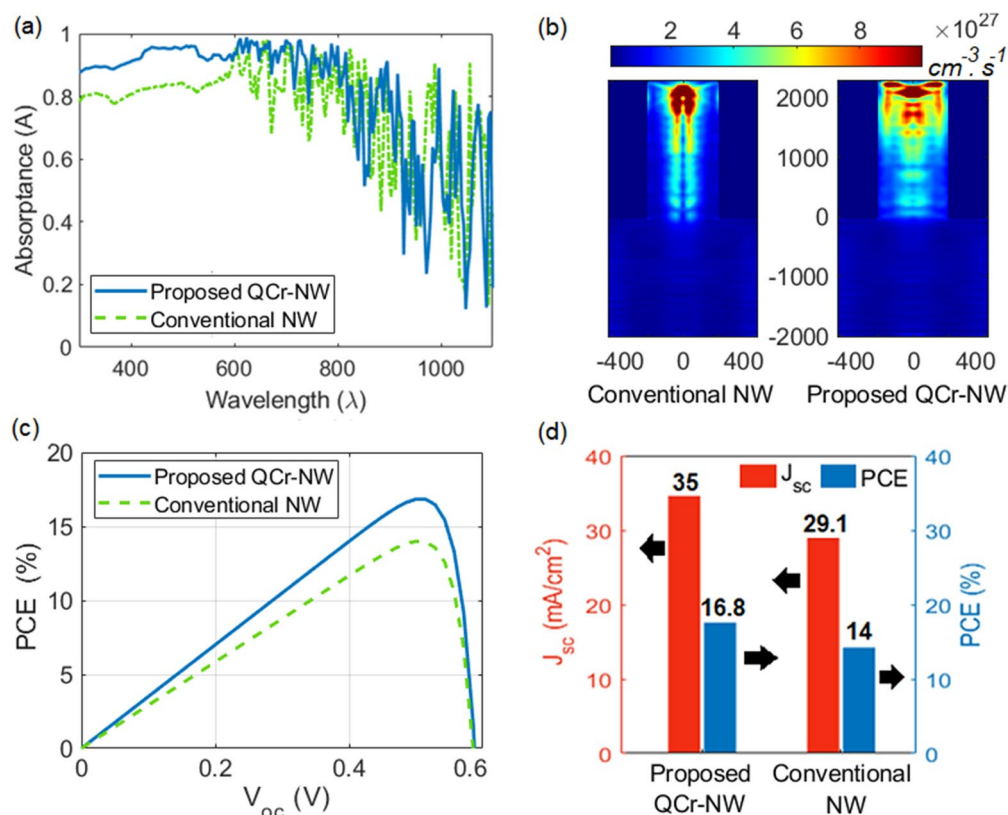 (a)
1
0.8
0.6
0.4
0.2
0
Absorptance (A)
Proposed QCr-NW
Conventional NW
400 600 800 1000
Wavelength (λ)
(b)
2 4 6 8 ×10²⁷
cm⁻³.s⁻¹
2000
1000
0
-1000
-2000
-400 0 400 -400 0 400
Conventional NW Proposed QCr-NW
(c)
20
15
10
5
0
PCE (%)
Proposed QCr-NW
Conventional NW
0 0.2 0.4 0.6
V_oc (V)
(d)
40
30
20
10
0
J_sc (mA/cm²)
J_sc PCE
35
16.8
29.1
14
40
30
20
10
0
PCE (%)
Proposed Conventional
QCr-NW NW